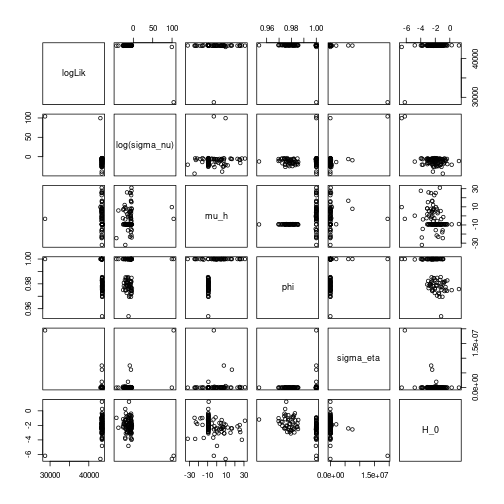 0 50 100
0.96 0.98 1.00
-6 -4 -2 0
logLik
30000 40000
0 50 100
log(sigma_nu)
mu_h
-30 -10 10 30
0.96 0.98 1.00
phi
sigma_eta
0.0e+00 1.5e+07
-6 -4 -2 0
H_0
30000 40000
-30 -10 10 30
0.0e+00 1.5e+07